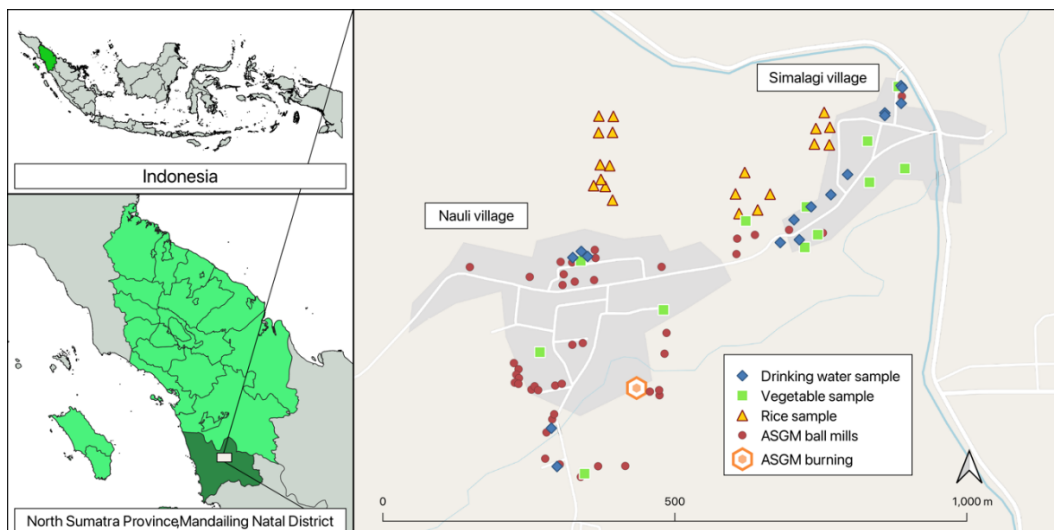 Indonesia
North Sumatra Province,Mandailing Natal District
Simalagi village
Nauli village
Drinking water sample
Vegetable sample
Rice sample
ASGM ball mills
ASGM burning
0 500 1,000 m